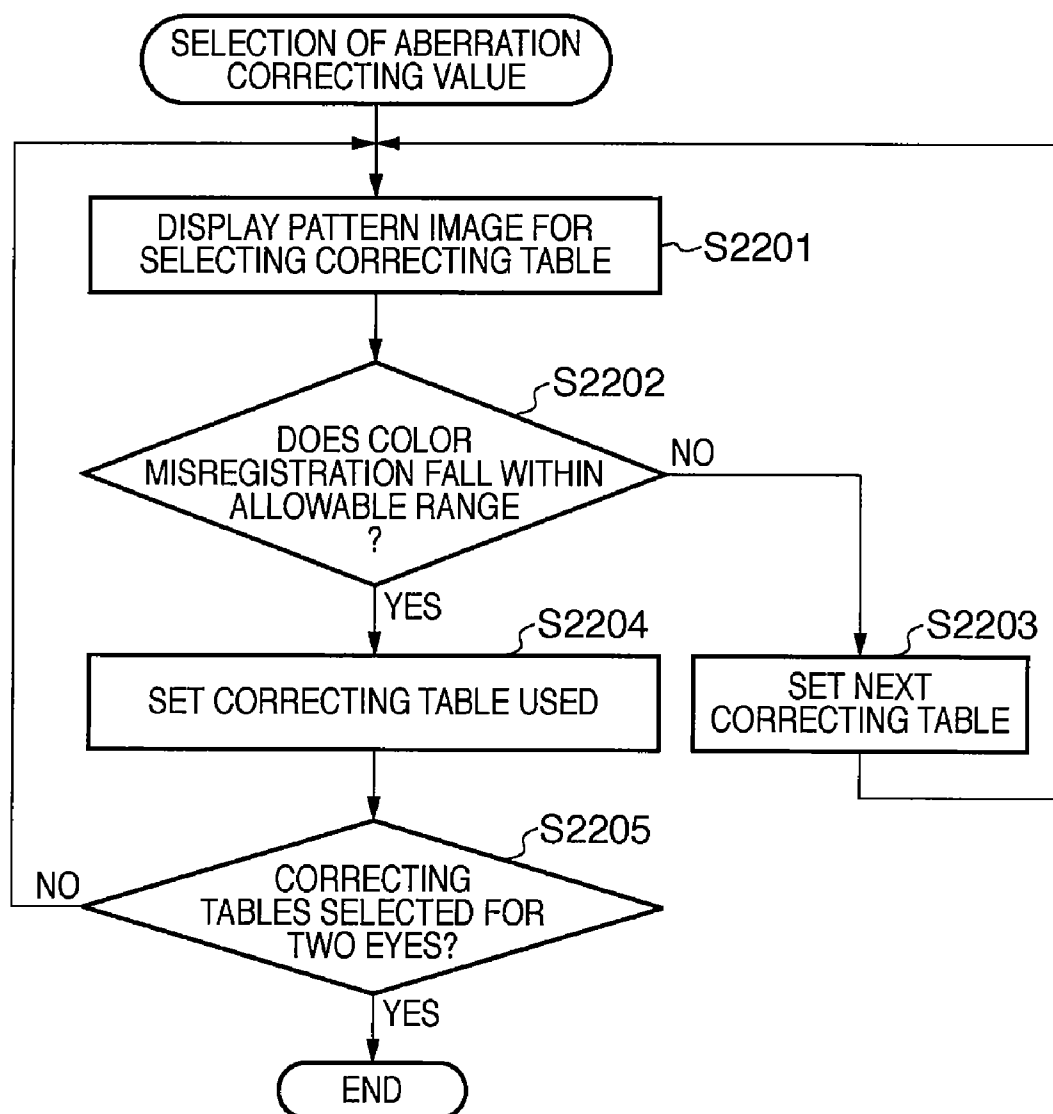 SELECTION OF ABERRATION
CORRECTING VALUE
DISPLAY PATTERN IMAGE FOR
SELECTING CORRECTING TABLE
S2201
S2202
DOES COLOR
MISREGISTRATION FALL WITHIN
ALLOWABLE RANGE
?
NO
YES
S2204
SET CORRECTING TABLE USED
S2203
SET NEXT
CORRECTING TABLE
S2205
CORRECTING
TABLES SELECTED FOR
TWO EYES?
NO
YES
END